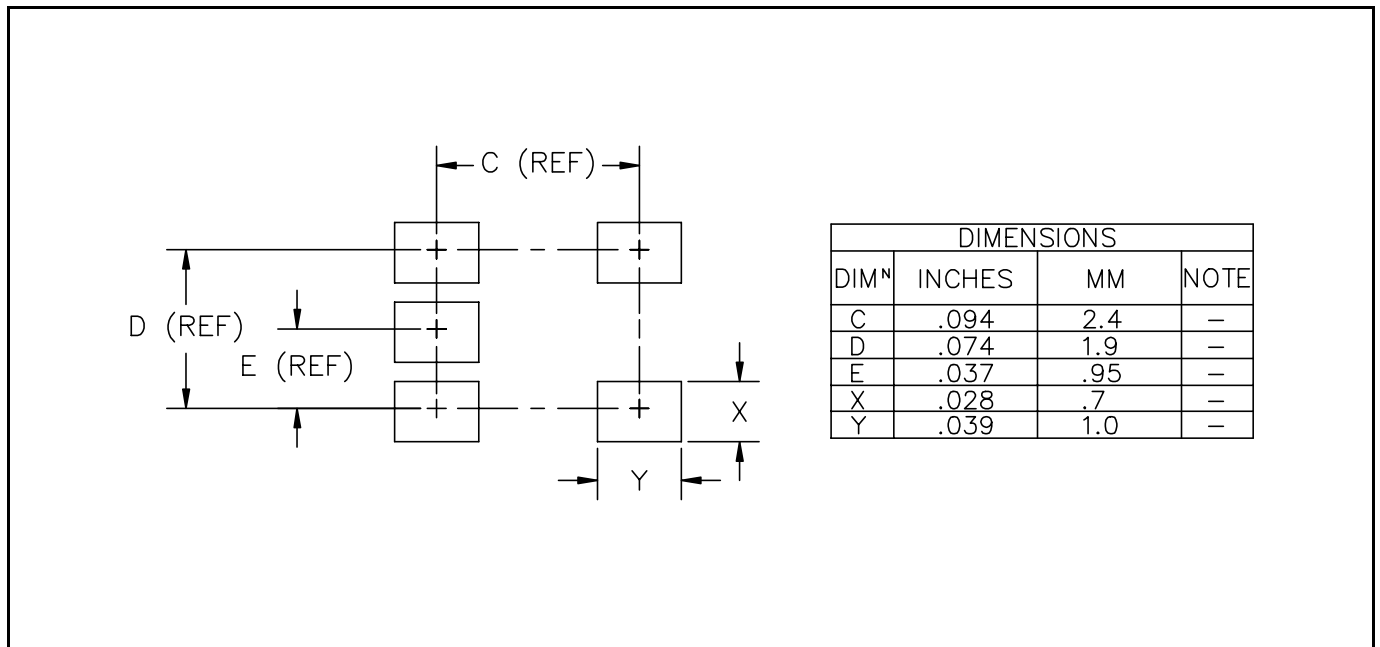 C (REF)
D (REF)
E (REF)
X
Y
DIMENSIONS
DIMᴺ INCHES MM NOTE
C .094 2.4 –
D .074 1.9 –
E .037 .95 –
X .028 .7 –
Y .039 1.0 –